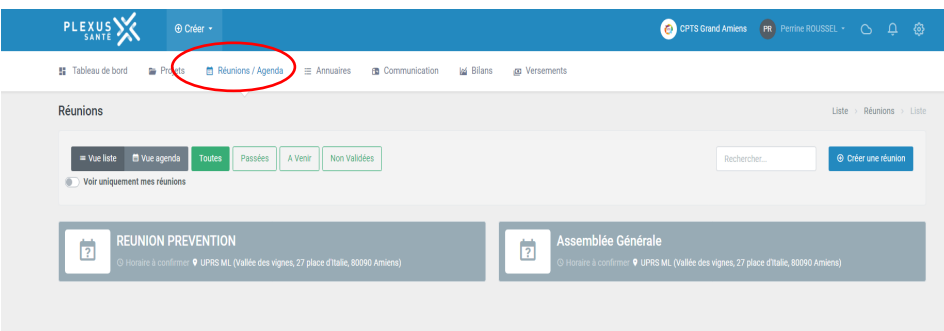 PLEXUS SANTÉ
Créer
CPTS Grand Amiens
PR Perrine ROUSSEL
Tableau de bord Projets Réunions / Agenda Annuaires Communication Bilans Versements
Réunions
Liste > Réunions > Liste
Vue liste Vue agenda Toutes Passées A Venir Non Validées
Rechercher...
Créer une réunion
Voir uniquement mes réunions
REUNION PREVENTION
Horaire à confirmer UPRS ML (Vallée des vignes, 27 place d'Italie, 80090 Amiens)
Assemblée Générale
Horaire à confirmer UPRS ML (Vallée des vignes, 27 place d'Italie, 80090 Amiens)